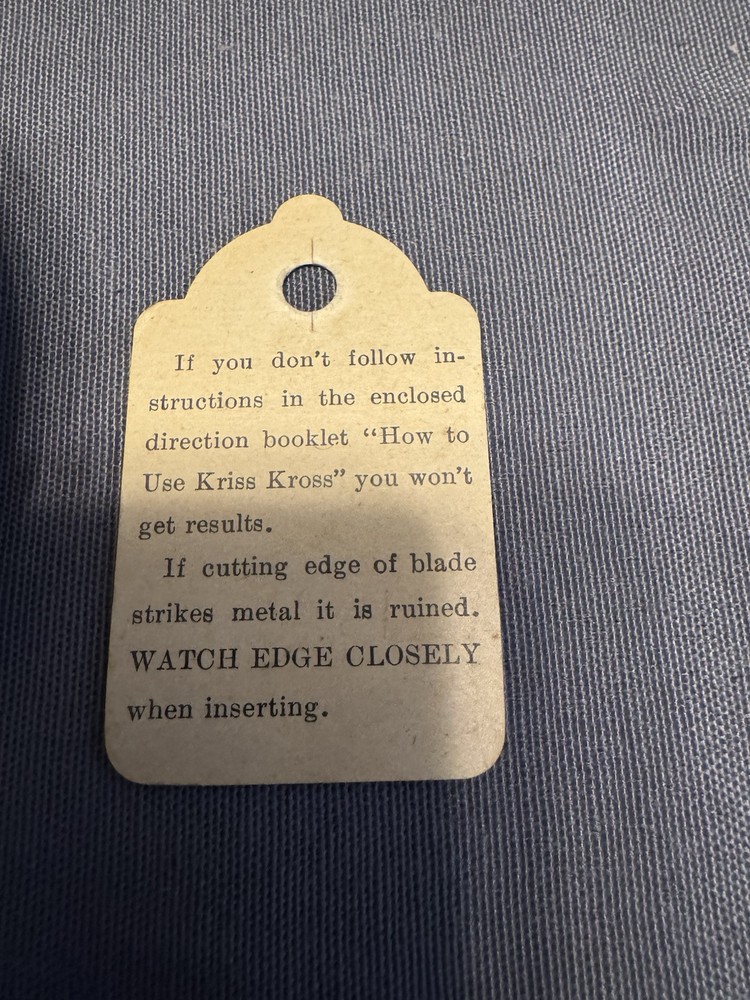 If you don't follow in-
structions in the enclosed
direction booklet “How to
Use Kriss Kross” you won't
get results.
If cutting edge of blade
strikes metal it is ruined.
WATCH EDGE CLOSELY
when inserting.